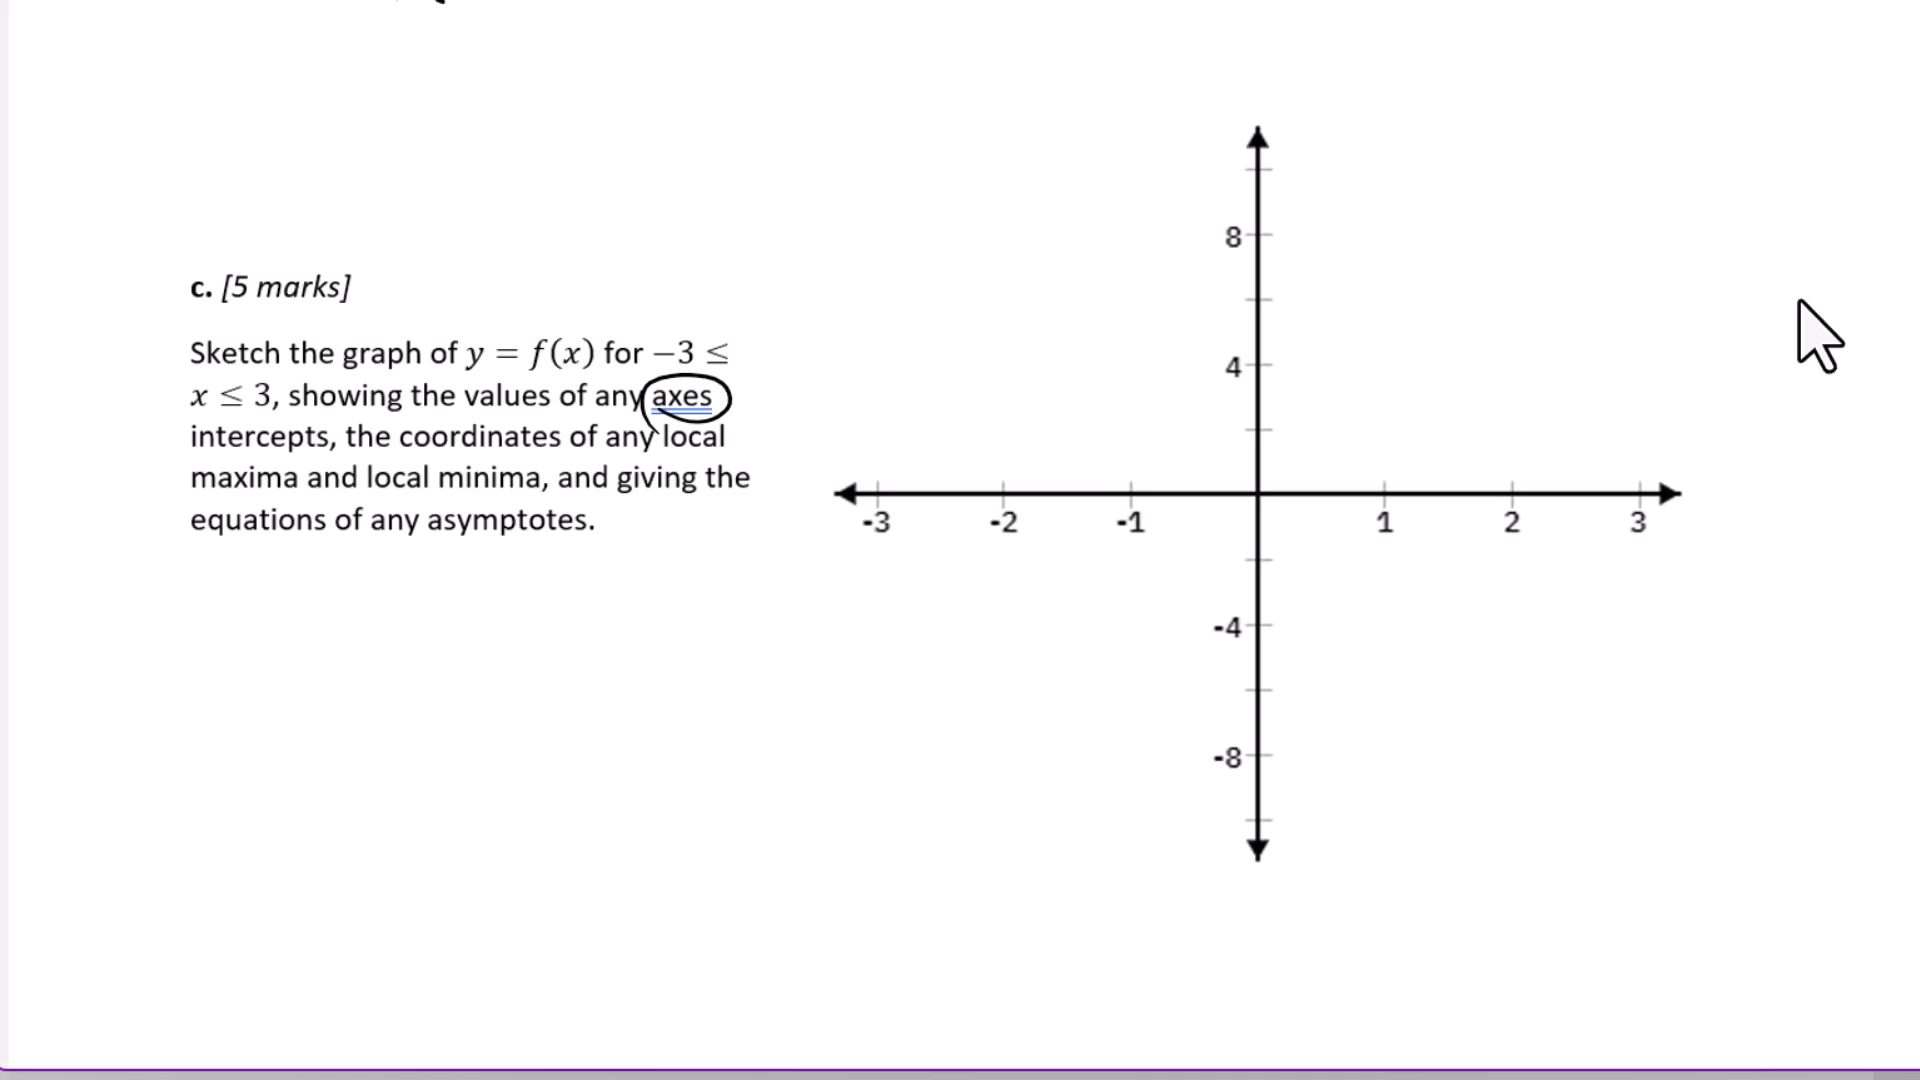 c. [5 marks]
Sketch the graph of y = f(x) for −3 ≤
x ≤ 3, showing the values of any axes
intercepts, the coordinates of any local
maxima and local minima, and giving the
equations of any asymptotes.
8
4
-3 -2 -1 1 2 3
-4
-8